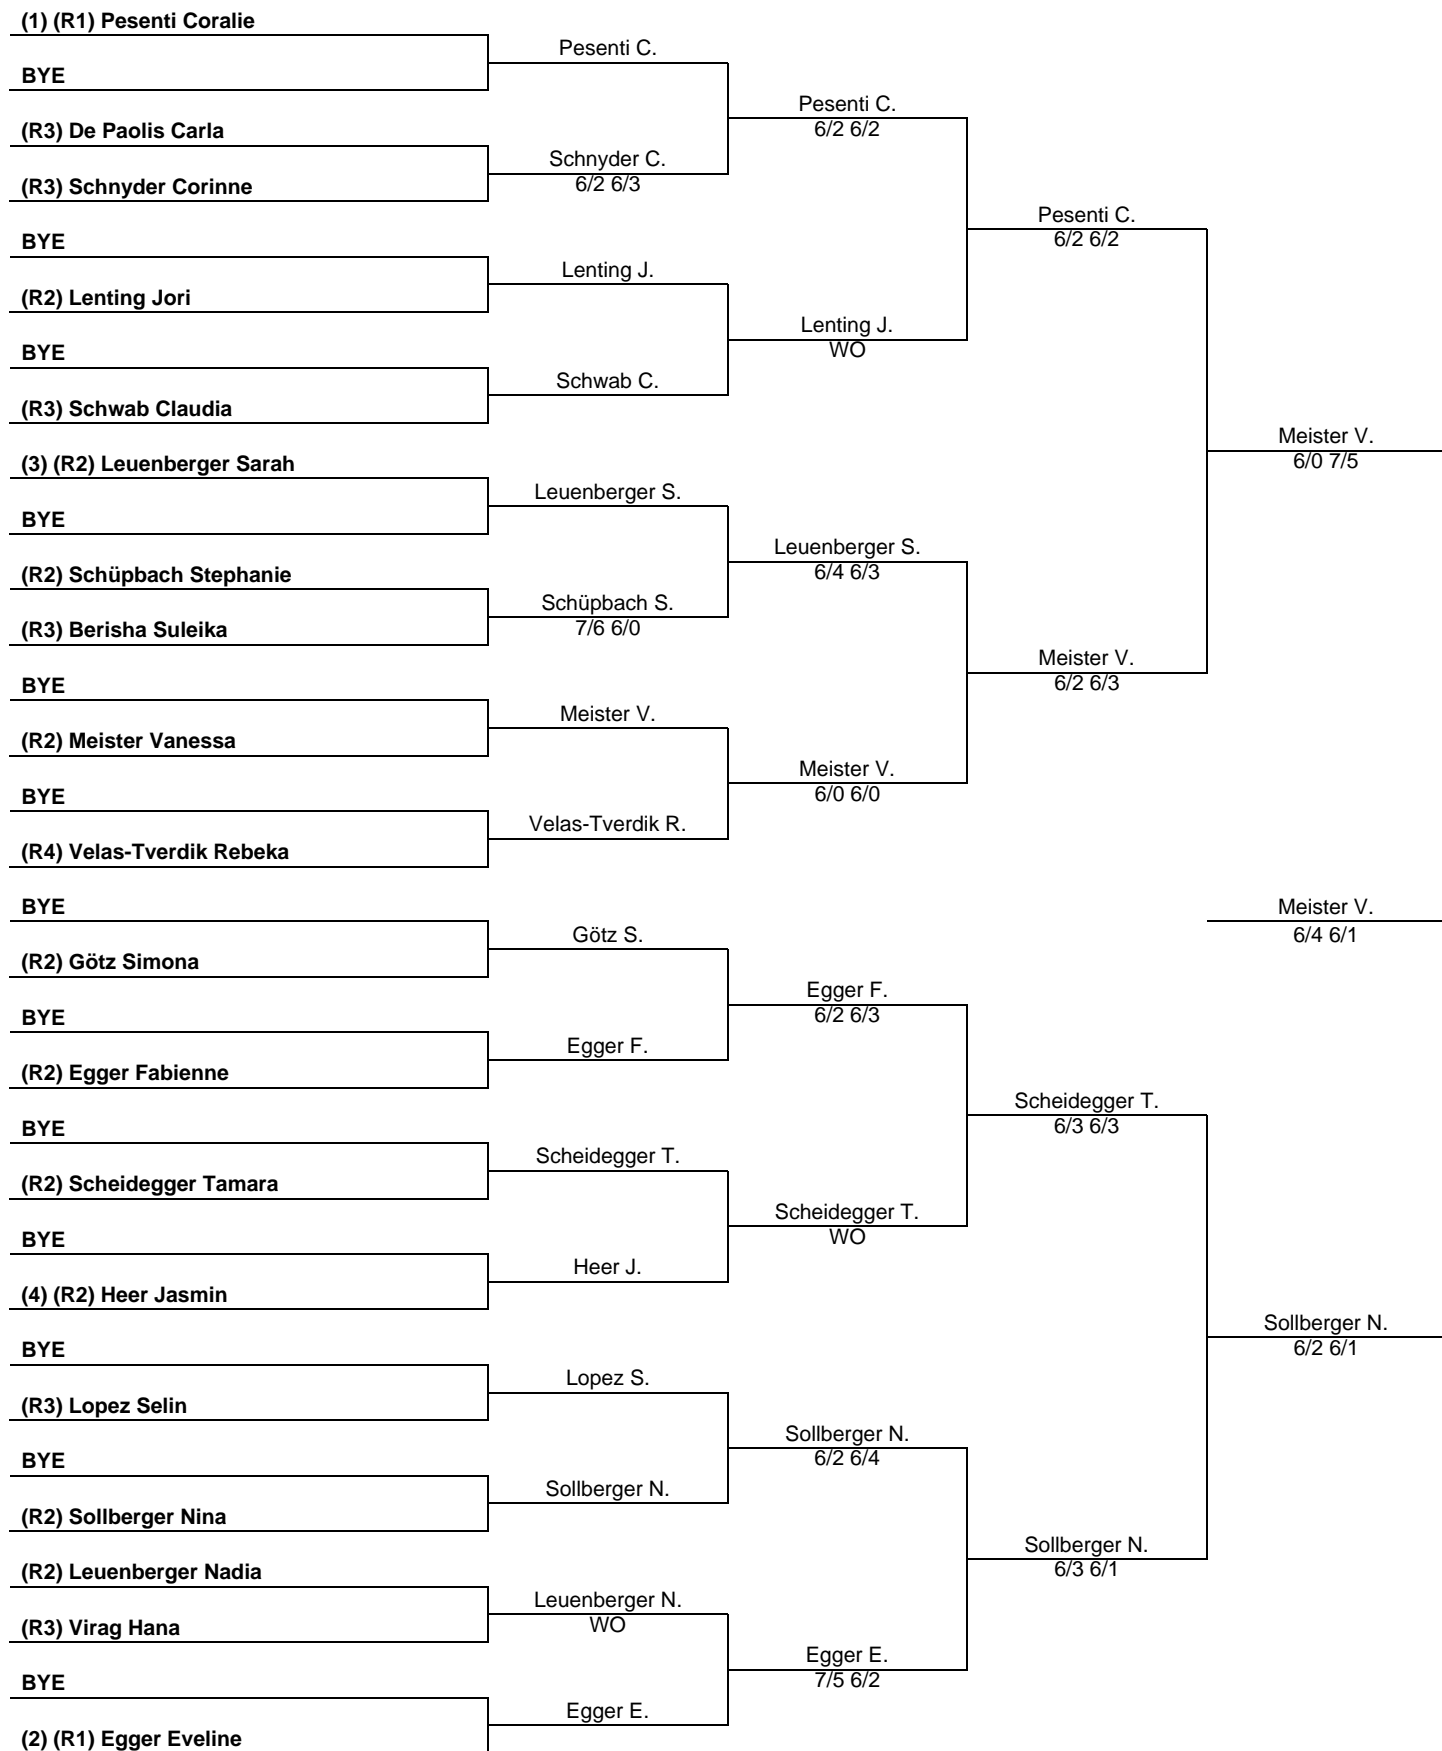 (1) (R1) Pesenti Coralie
Pesenti C.
BYE
Pesenti C.
6/2 6/2
(R3) De Paolis Carla
Schnyder C.
6/2 6/3
(R3) Schnyder Corinne
Pesenti C.
6/2 6/2
BYE
Lenting J.
(R2) Lenting Jori
Lenting J.
WO
BYE
Schwab C.
(R3) Schwab Claudia
Meister V.
6/0 7/5
(3) (R2) Leuenberger Sarah
Leuenberger S.
BYE
Leuenberger S.
6/4 6/3
(R2) Schüpbach Stephanie
Schüpbach S.
7/6 6/0
(R3) Berisha Suleika
Meister V.
6/2 6/3
BYE
Meister V.
(R2) Meister Vanessa
Meister V.
6/0 6/0
BYE
Velas-Tverdik R.
(R4) Velas-Tverdik Rebeka
BYE
Meister V.
6/4 6/1
Götz S.
(R2) Götz Simona
Egger F.
6/2 6/3
BYE
Egger F.
(R2) Egger Fabienne
Scheidegger T.
6/3 6/3
BYE
Scheidegger T.
(R2) Scheidegger Tamara
Scheidegger T.
WO
BYE
Heer J.
(4) (R2) Heer Jasmin
Sollberger N.
6/2 6/1
BYE
Lopez S.
(R3) Lopez Selin
Sollberger N.
6/2 6/4
BYE
Sollberger N.
(R2) Sollberger Nina
Sollberger N.
6/3 6/1
(R2) Leuenberger Nadia
Leuenberger N.
WO
(R3) Virag Hana
Egger E.
7/5 6/2
BYE
Egger E.
(2) (R1) Egger Eveline